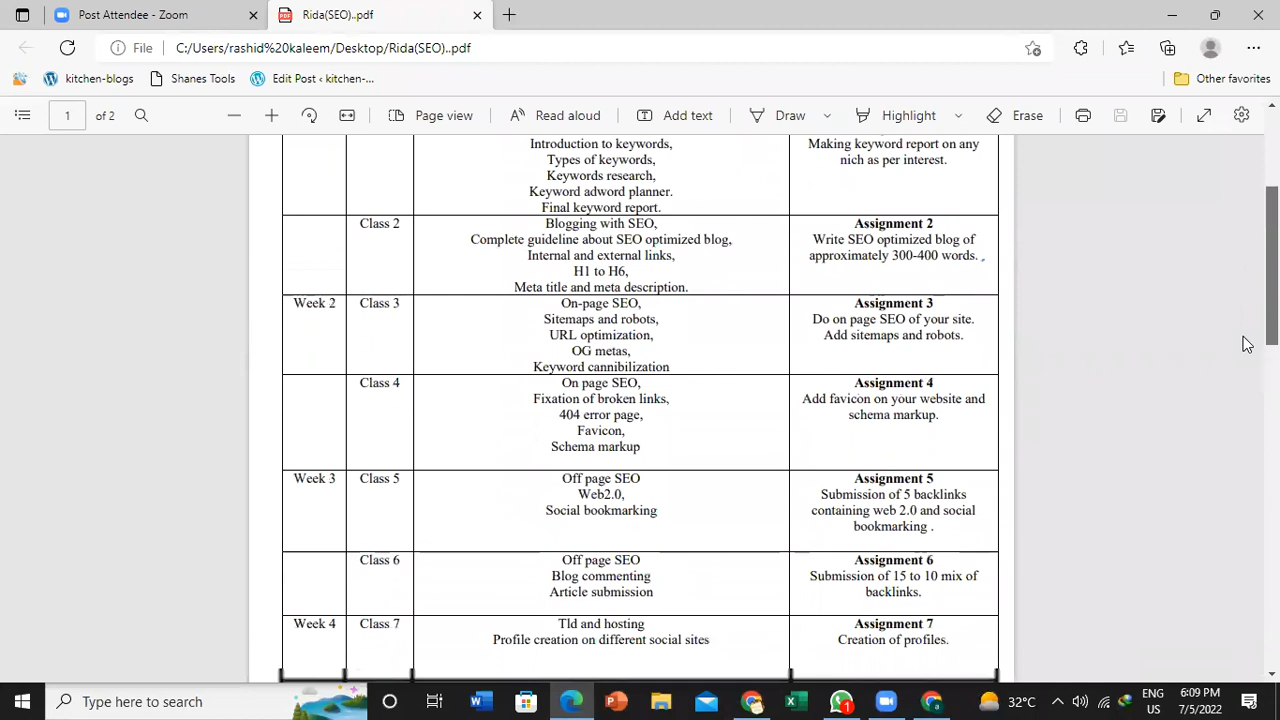 Post Attendee - Zoom
Rida(SEO)..pdf
File
C:/Users/rashid%20kaleem/Desktop/Rida(SEO)..pdf
kitchen-blogs
Shanes Tools
Edit Post ‹ kitchen-...
Other favorites
1
of 2
Page view
Read aloud
Add text
Draw
Highlight
Erase
Introduction to keywords,
Types of keywords,
Keywords research,
Keyword adword planner.
Final keyword report.
Making keyword report on any
nich as per interest.
Class 2
Blogging with SEO,
Complete guideline about SEO optimized blog,
Internal and external links,
H1 to H6,
Meta title and meta description.
Assignment 2
Write SEO optimized blog of
approximately 300-400 words.
Week 2
Class 3
On-page SEO,
Sitemaps and robots,
URL optimization,
OG metas,
Keyword cannibilization
Assignment 3
Do on page SEO of your site.
Add sitemaps and robots.
Class 4
On page SEO,
Fixation of broken links,
404 error page,
Favicon,
Schema markup
Assignment 4
Add favicon on your website and
schema markup.
Week 3
Class 5
Off page SEO
Web2.0,
Social bookmarking
Assignment 5
Submission of 5 backlinks
containing web 2.0 and social
bookmarking .
Class 6
Off page SEO
Blog commenting
Article submission
Assignment 6
Submission of 15 to 10 mix of
backlinks.
Week 4
Class 7
Tld and hosting
Profile creation on different social sites
Assignment 7
Creation of profiles.
Type here to search
1
32°C
ENG
US
6:09 PM
7/5/2022